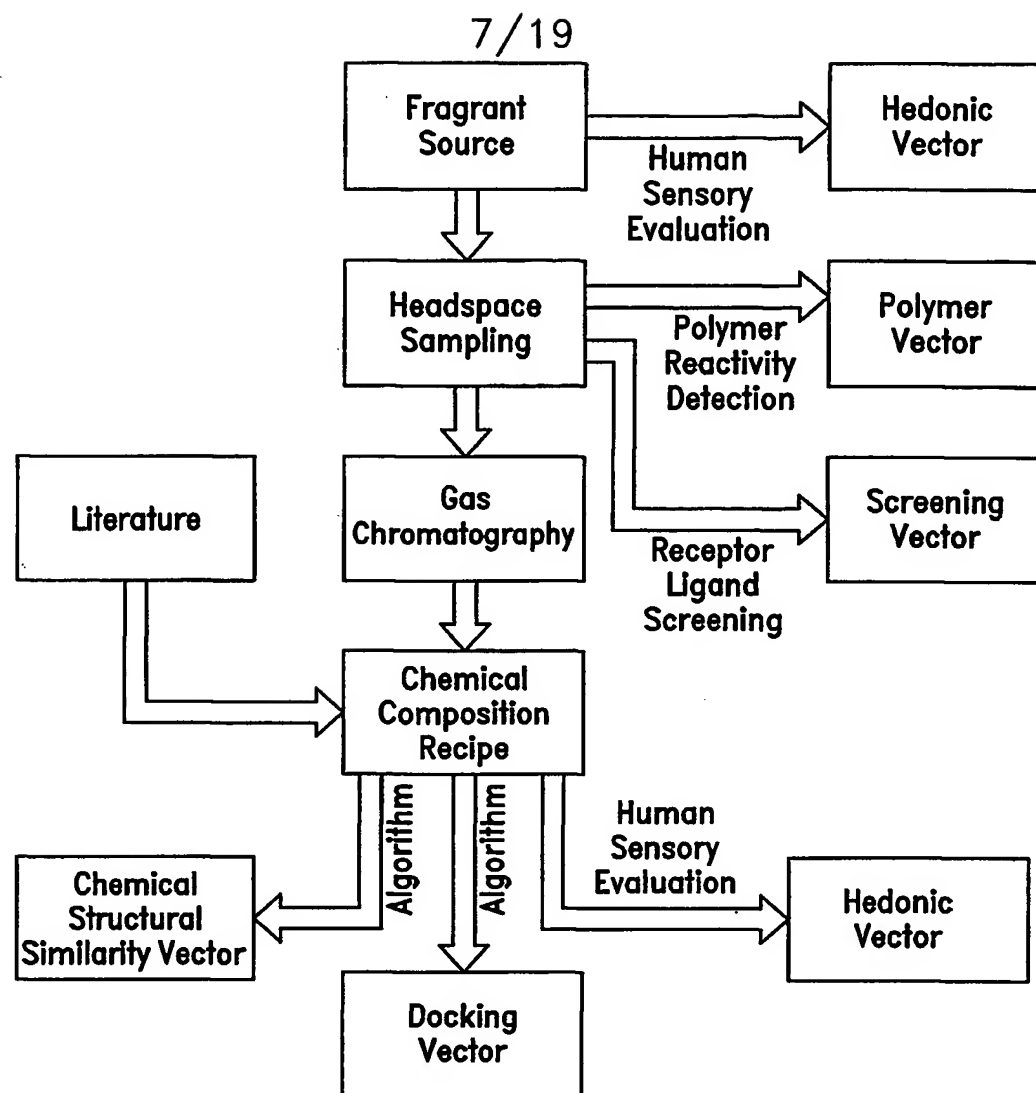 7/19
Fragrant
Source
Hedonic
Vector
Human
Sensory
Evaluation
Headspace
Sampling
Polymer
Vector
Polymer
Reactivity
Detection
Literature
Gas
Chromatography
Screening
Vector
Receptor
Ligand
Screening
Chemical
Composition
Recipe
Algorithm
Algorithm
Human
Sensory
Evaluation
Chemical
Structural
Similarity Vector
Hedonic
Vector
Docking
Vector